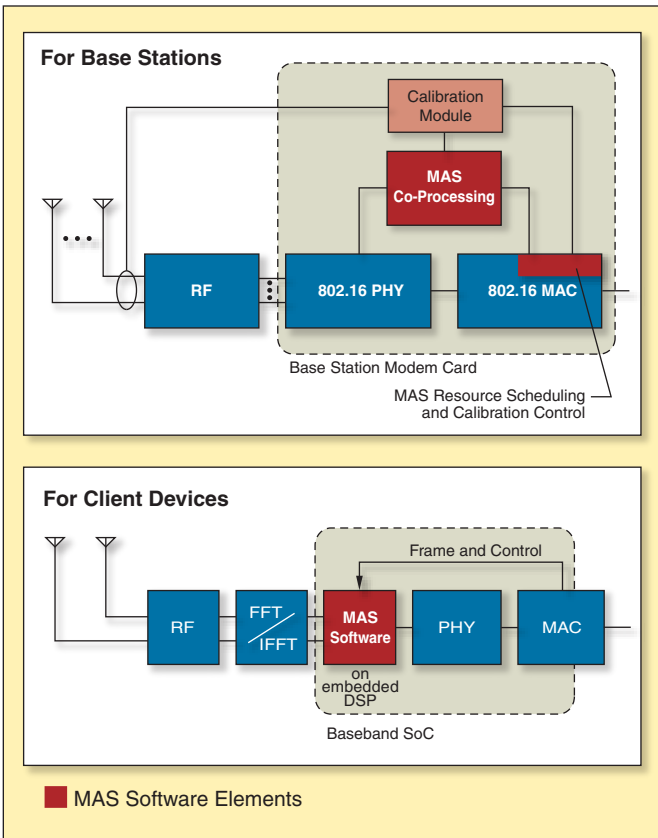 For Base Stations
Calibration
Module
MAS
Co-Processing
RF
802.16 PHY
802.16 MAC
Base Station Modem Card
MAS Resource Scheduling
and Calibration Control
For Client Devices
Frame and Control
RF
FFT
IFFT
MAS
Software
PHY
MAC
on
embedded
DSP
Baseband SoC
MAS Software Elements